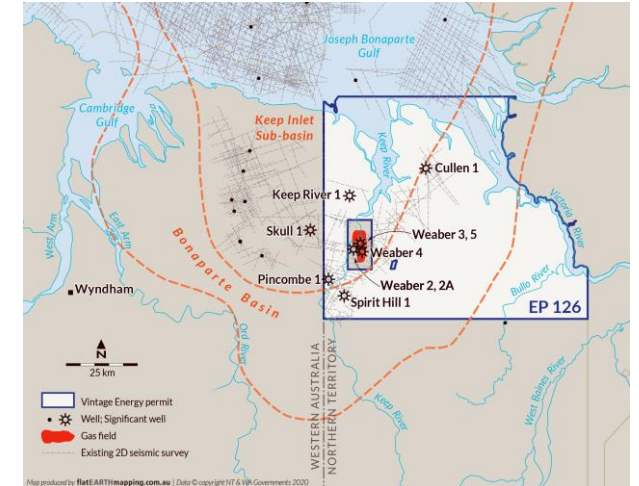 Joseph Bonaparte
Gulf
Cambridge
Gulf
Keep Inlet
Sub-basin
Keep River
Cullen 1
Keep River 1
Victoria River
West Arm
East Arm
Skull 1
Weaber 3, 5
Weaber 4
Bonaparte Basin
Pincombe 1
Weaber 2, 2A
Spirit Hill 1
Bullo River
Wyndham
EP 126
Ord River
N
25 km
WESTERN AUSTRALIA
NORTHERN TERRITORY
Keep River
West Baines River
Vintage Energy permit
Well; Significant well
Gas field
Existing 2D seismic survey
Map produced by flatEARTHmapping.com.au | Data © copyright NT & WA Governments 2020